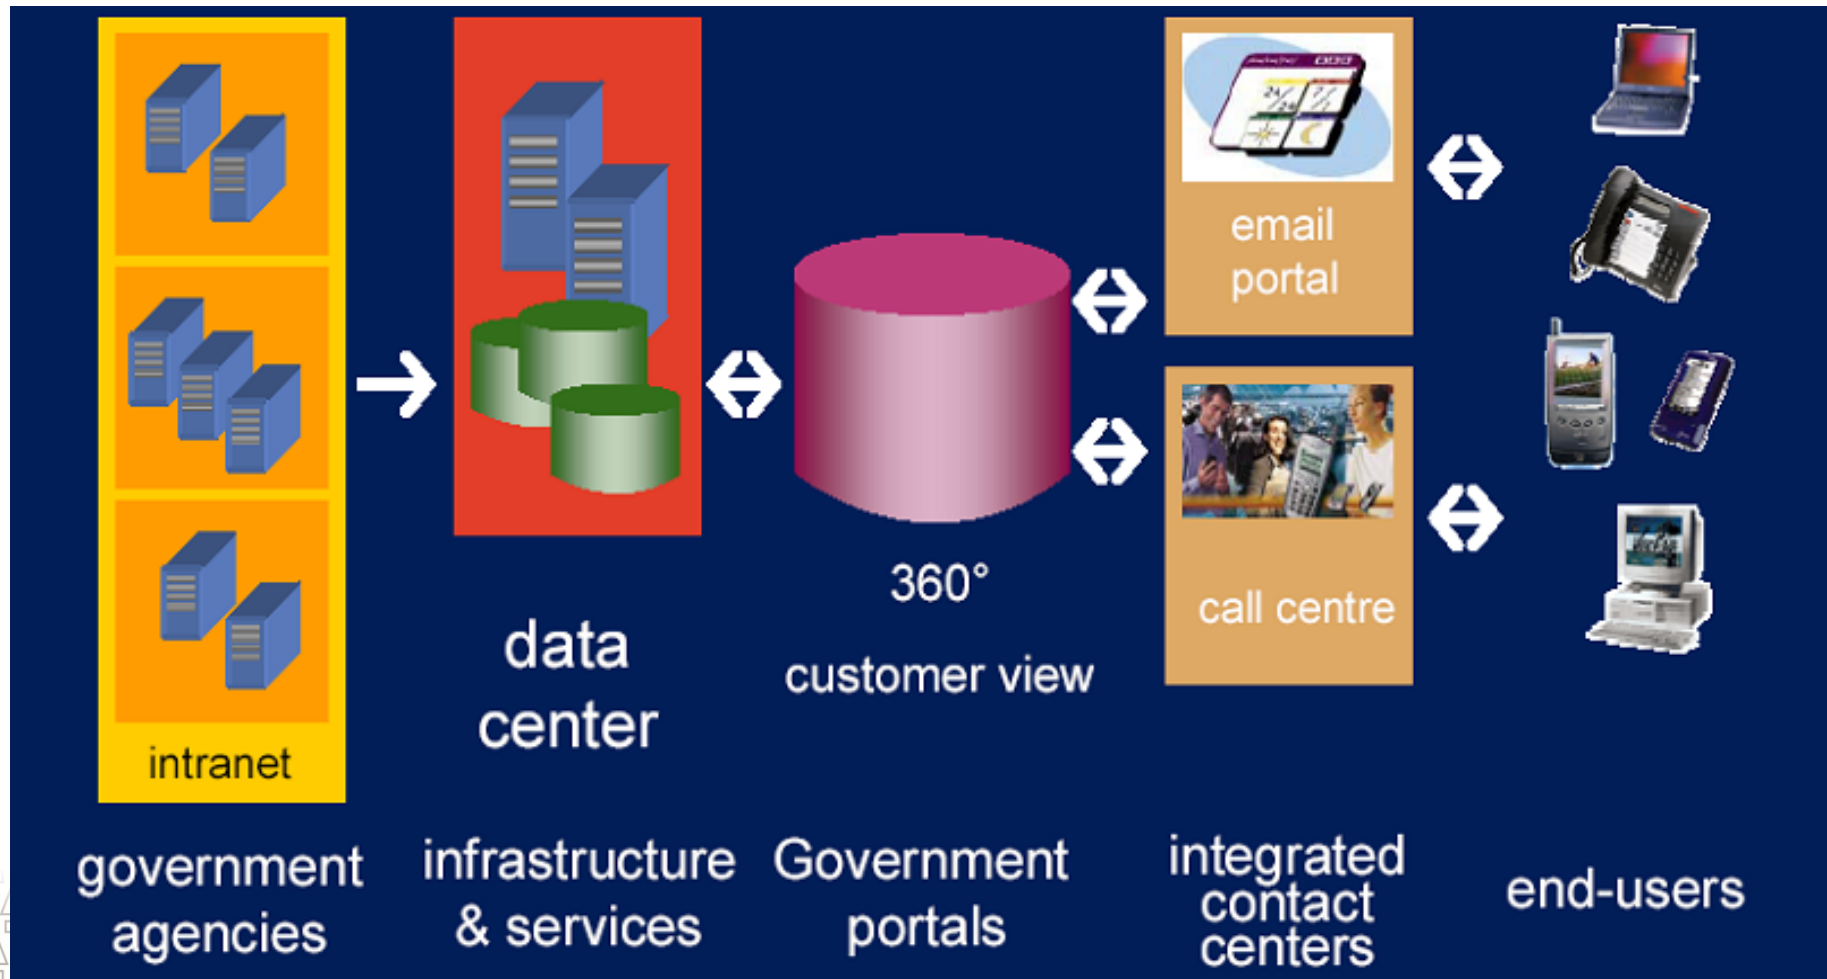 intranet
data
center
360°
customer view
email
portal
call centre
government
agencies
infrastructure
& services
Government
portals
integrated
contact
centers
end-users